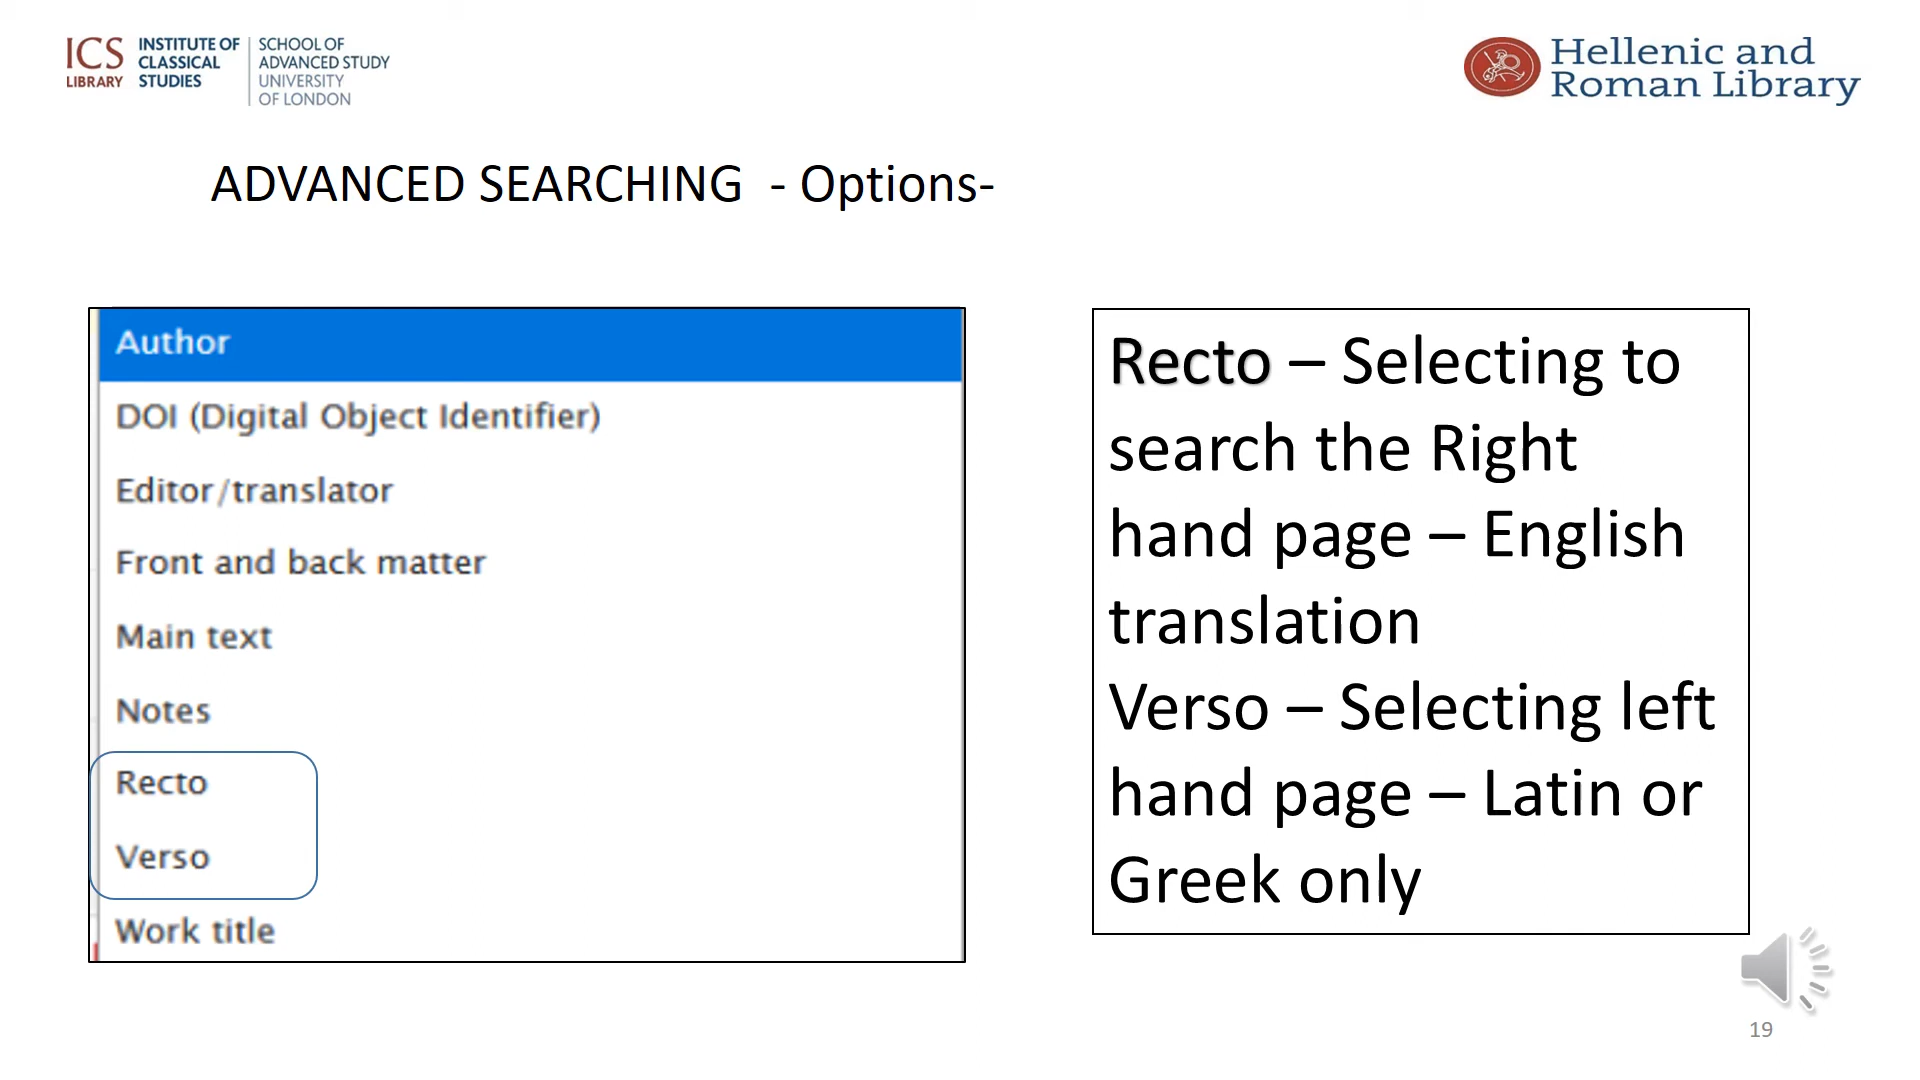 ICS
LIBRARY
INSTITUTE OF
CLASSICAL
STUDIES
SCHOOL OF
ADVANCED STUDY
UNIVERSITY
OF LONDON
Hellenic and
Roman Library
ADVANCED SEARCHING - Options-
Author
DOI (Digital Object Identifier)
Editor/translator
Front and back matter
Main text
Notes
Recto
Verso
Work title
Recto – Selecting to
search the Right
hand page – English
translation
Verso – Selecting left
hand page – Latin or
Greek only
19